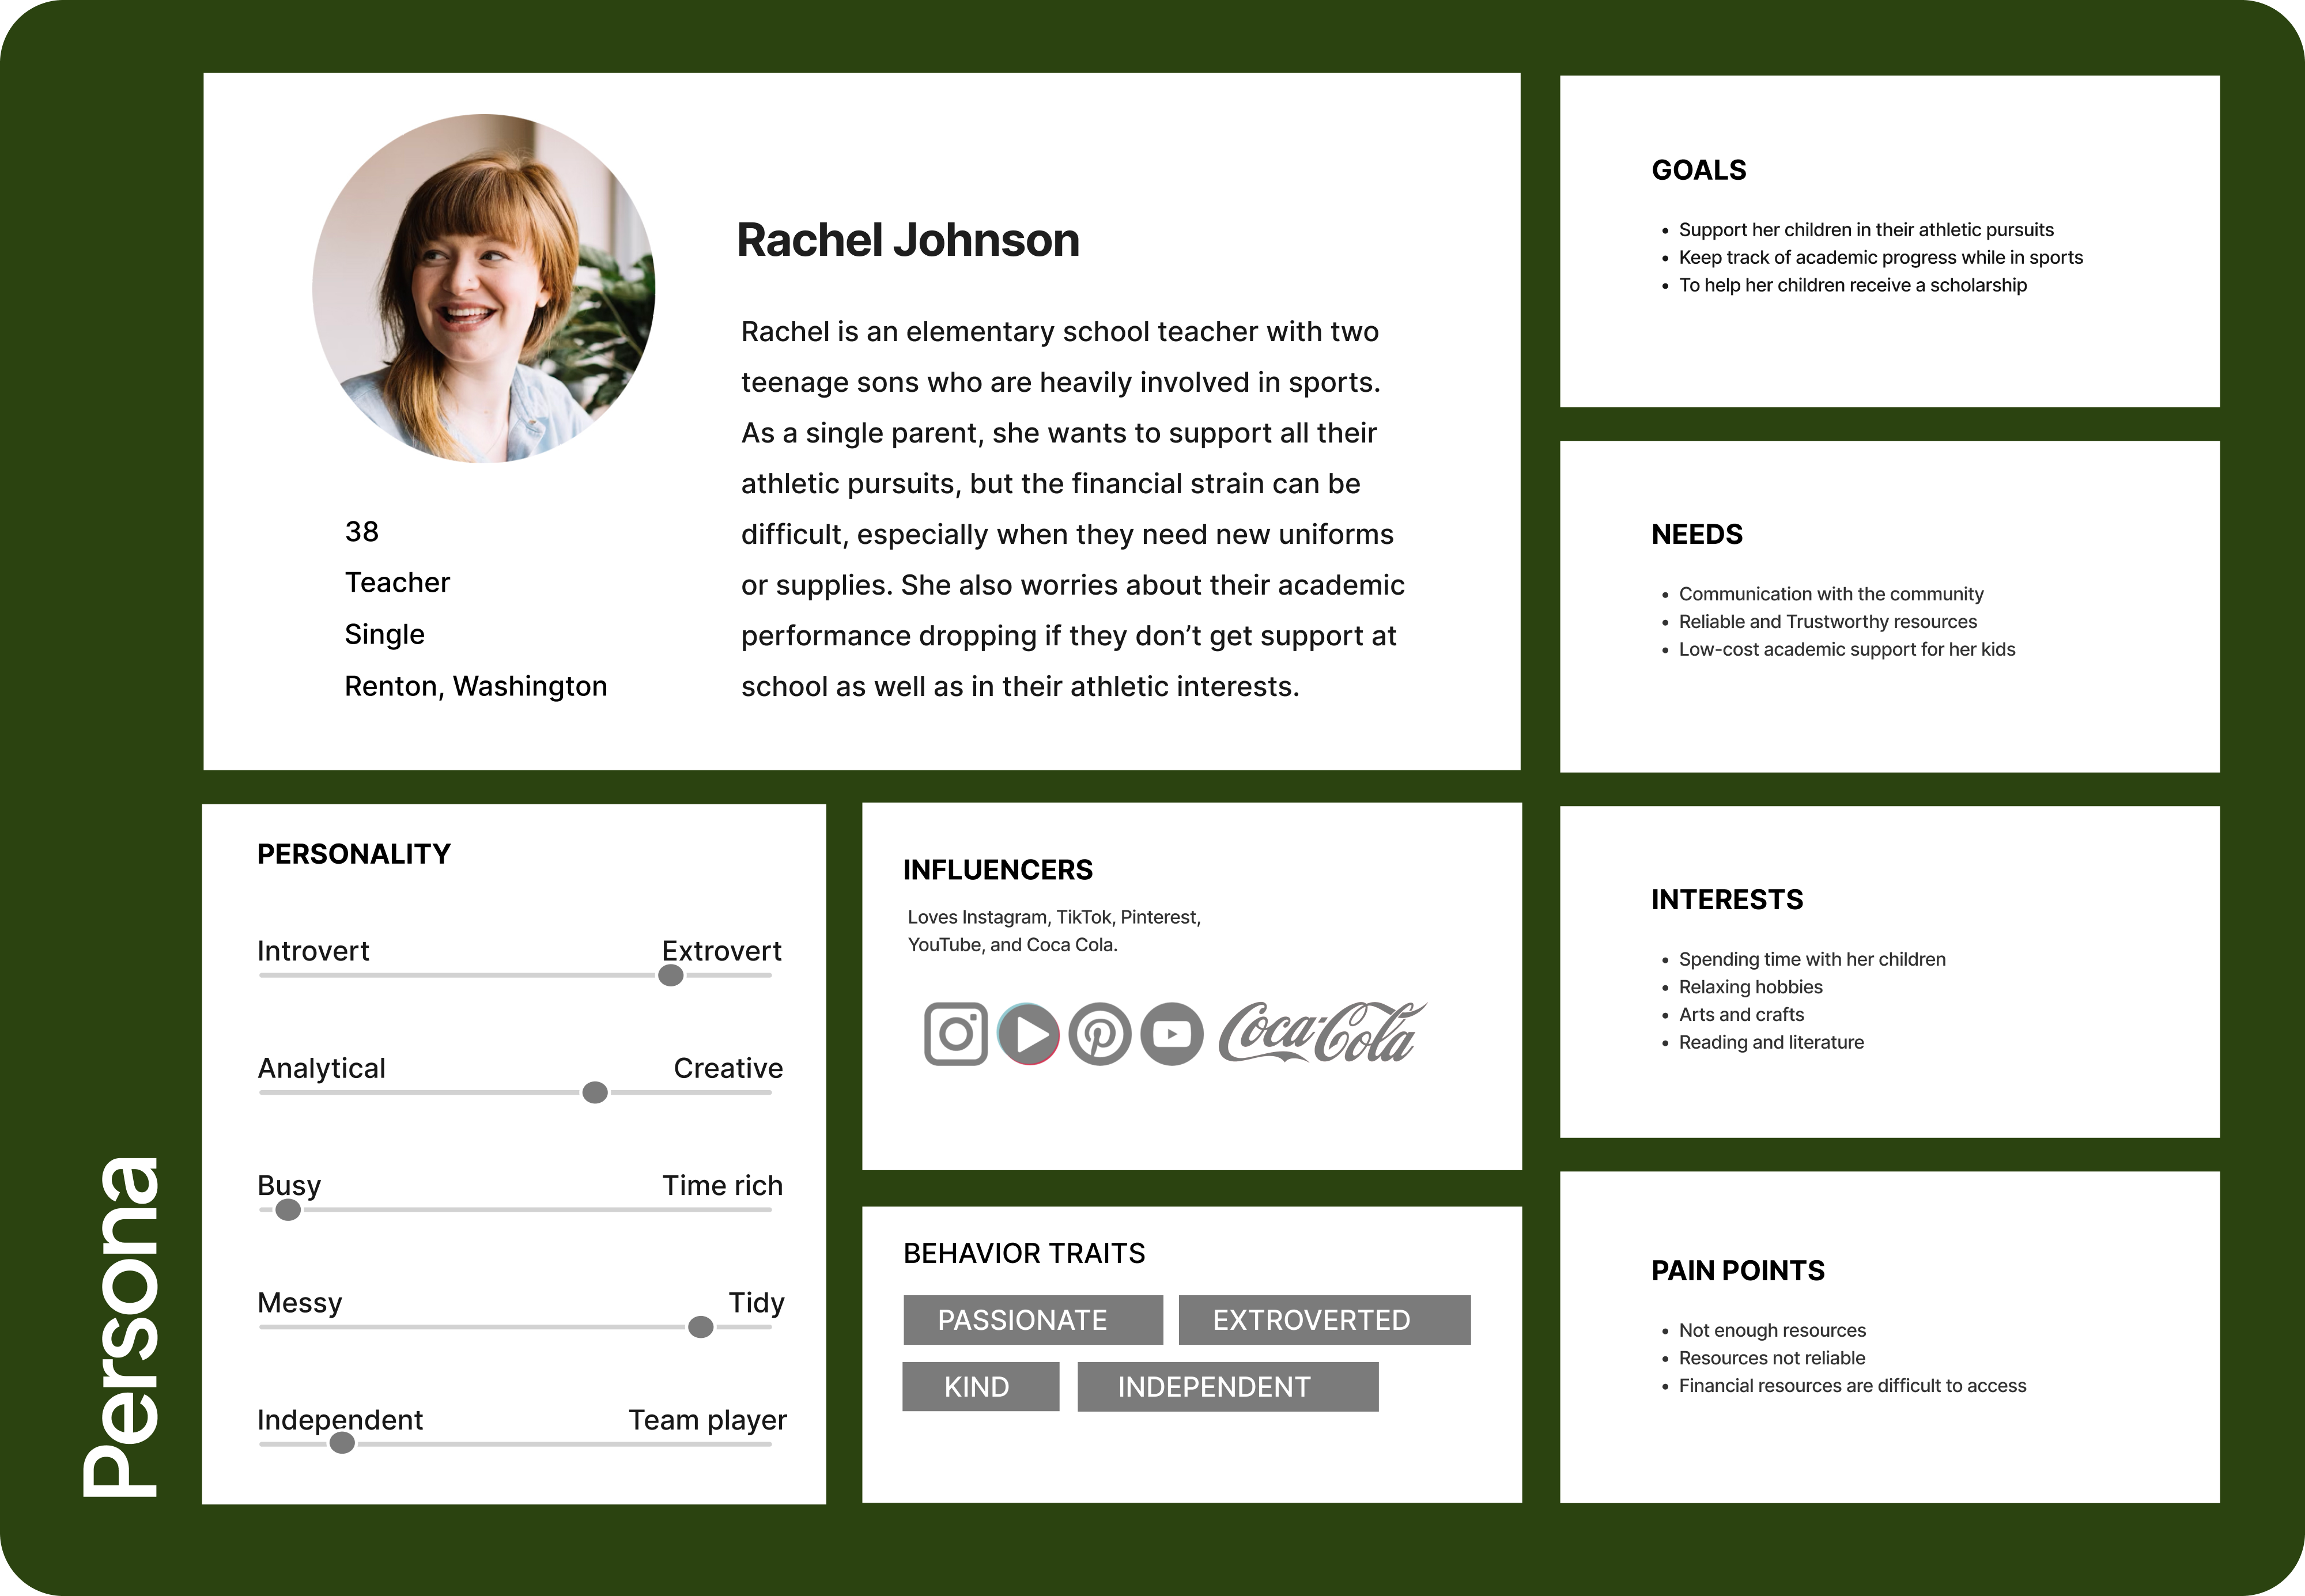 Persona
Rachel Johnson
Rachel is an elementary school teacher with two
teenage sons who are heavily involved in sports.
As a single parent, she wants to support all their
athletic pursuits, but the financial strain can be
difficult, especially when they need new uniforms
or supplies. She also worries about their academic
performance dropping if they don’t get support at
school as well as in their athletic interests.
38
Teacher
Single
Renton, Washington
PERSONALITY
Introvert Extrovert
Analytical Creative
Busy Time rich
Messy Tidy
Independent Team player
INFLUENCERS
Loves Instagram, TikTok, Pinterest,
YouTube, and Coca Cola.
Coca-Cola
BEHAVIOR TRAITS
PASSIONATE EXTROVERTED
KIND INDEPENDENT
GOALS
• Support her children in their athletic pursuits
• Keep track of academic progress while in sports
• To help her children receive a scholarship
NEEDS
• Communication with the community
• Reliable and Trustworthy resources
• Low-cost academic support for her kids
INTERESTS
• Spending time with her children
• Relaxing hobbies
• Arts and crafts
• Reading and literature
PAIN POINTS
• Not enough resources
• Resources not reliable
• Financial resources are difficult to access